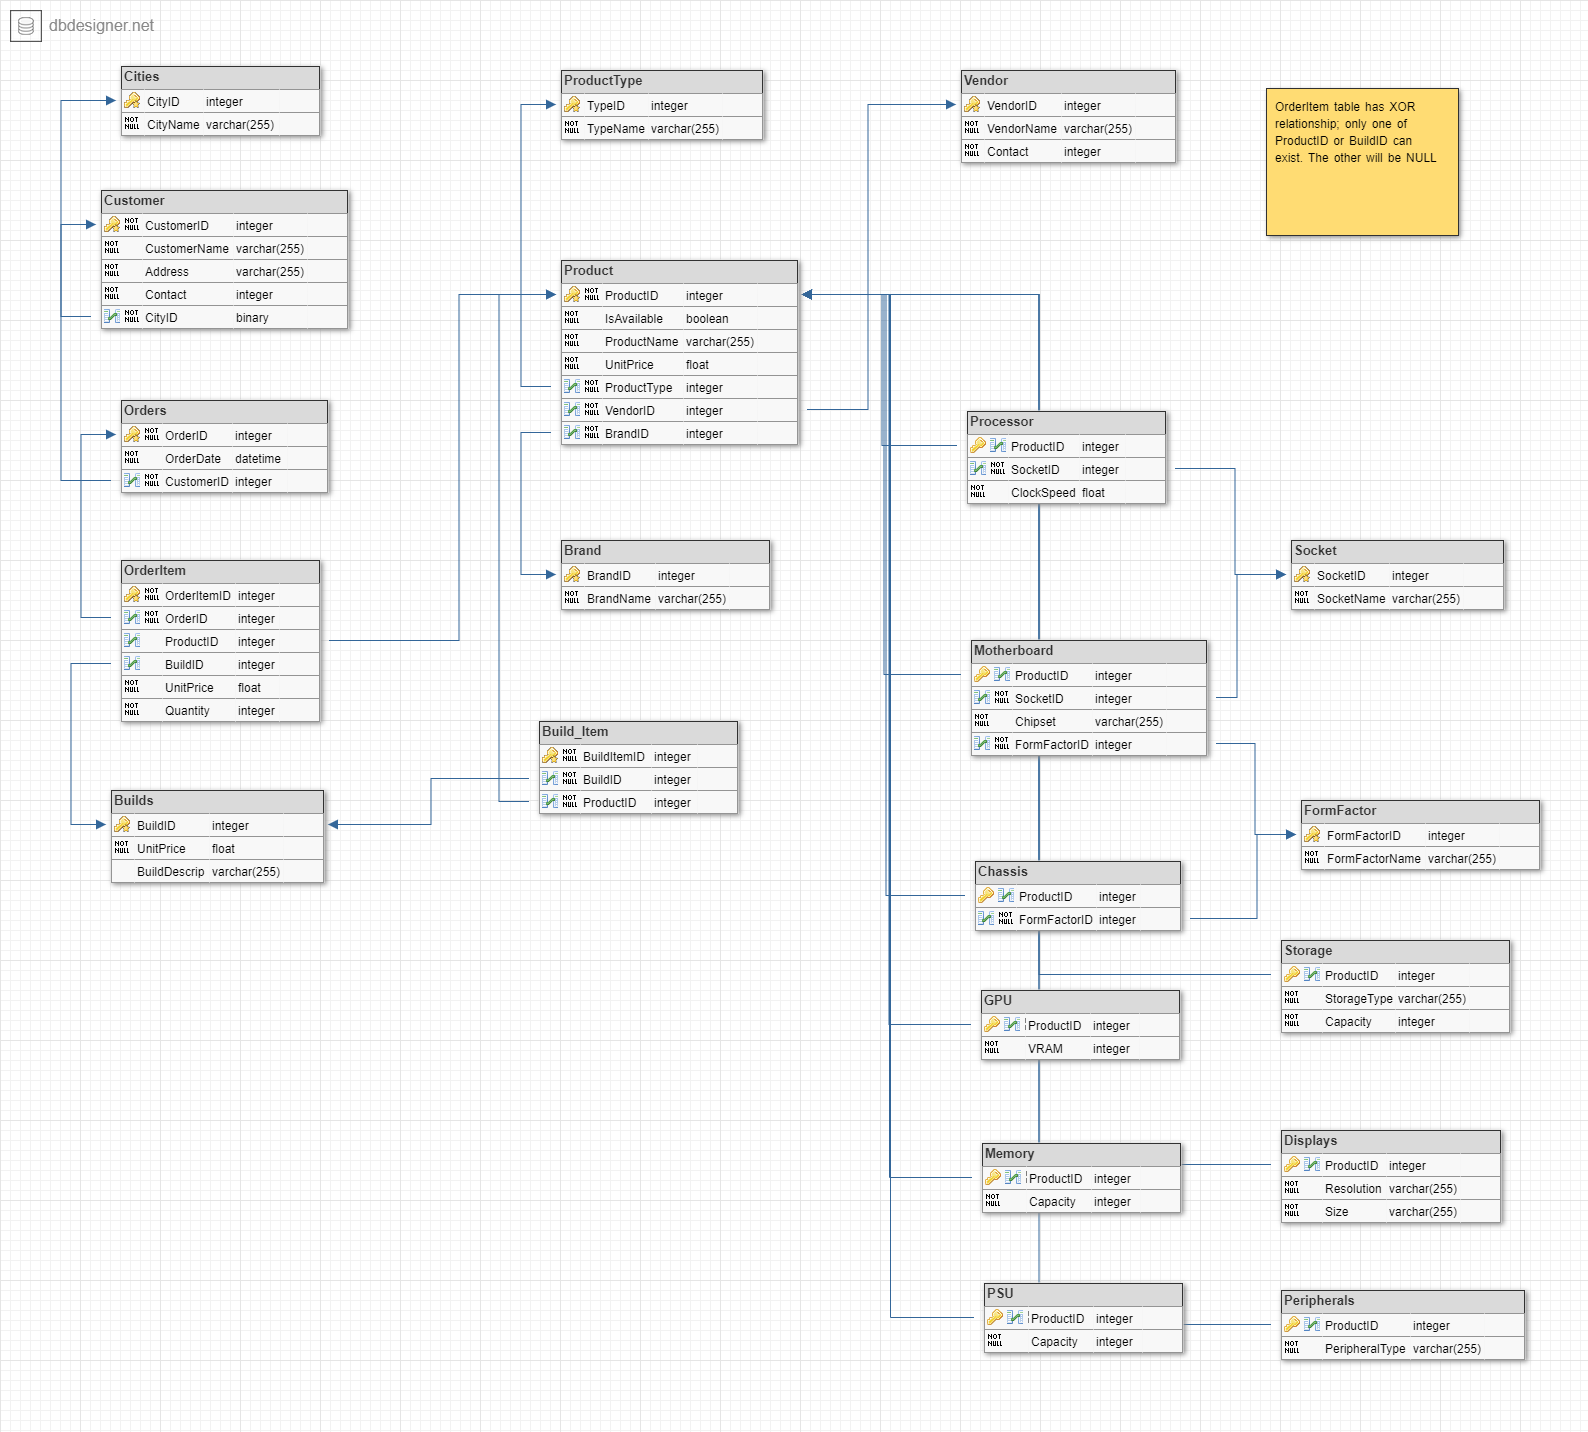 dbdesigner.net
Cities
CityID integer
NOT NULL CityName varchar(255)
Customer
NOT NULL CustomerID integer
NOT NULL CustomerName varchar(255)
NOT NULL Address varchar(255)
NOT NULL Contact integer
NOT NULL CityID binary
Orders
NOT NULL OrderID integer
NOT NULL OrderDate datetime
NOT NULL CustomerID integer
OrderItem
NOT NULL OrderItemID integer
NOT NULL OrderID integer
ProductID integer
BuildID integer
NOT NULL UnitPrice float
NOT NULL Quantity integer
Builds
BuildID integer
NOT NULL UnitPrice float
BuildDescrip varchar(255)
ProductType
TypeID integer
NOT NULL TypeName varchar(255)
Product
NOT NULL ProductID integer
NOT NULL IsAvailable boolean
NOT NULL ProductName varchar(255)
NOT NULL UnitPrice float
NOT NULL ProductType integer
NOT NULL VendorID integer
NOT NULL BrandID integer
Brand
BrandID integer
NOT NULL BrandName varchar(255)
Build_Item
NOT NULL BuildItemID integer
NOT NULL BuildID integer
NOT NULL ProductID integer
Vendor
VendorID integer
NOT NULL VendorName varchar(255)
NOT NULL Contact integer
OrderItem table has XOR
relationship; only one of
ProductID or BuildID can
exist. The other will be NULL
Processor
ProductID integer
NOT NULL SocketID integer
NOT NULL ClockSpeed float
Socket
SocketID integer
NOT NULL SocketName varchar(255)
Motherboard
ProductID integer
NOT NULL SocketID integer
NOT NULL Chipset varchar(255)
NOT NULL FormFactorID integer
FormFactor
FormFactorID integer
NOT NULL FormFactorName varchar(255)
Chassis
ProductID integer
NOT NULL FormFactorID integer
Storage
ProductID integer
NOT NULL StorageType varchar(255)
NOT NULL Capacity integer
GPU
ProductID integer
NOT NULL VRAM integer
Memory
ProductID integer
NOT NULL Capacity integer
Displays
ProductID integer
NOT NULL Resolution varchar(255)
NOT NULL Size varchar(255)
PSU
ProductID integer
NOT NULL Capacity integer
Peripherals
ProductID integer
NOT NULL PeripheralType varchar(255)